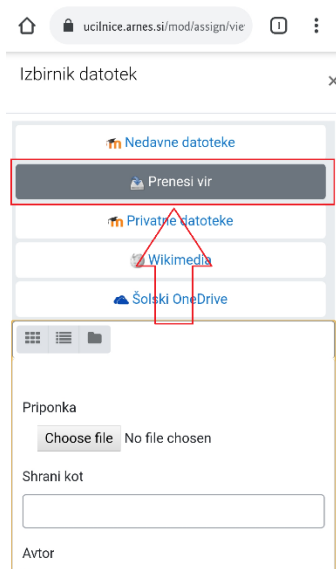 ucilnice.arnes.si/mod/assign/vie
1
Izbirnik datotek
Nedavne datoteke
Prenesi vir
Privatne datoteke
Wikimedia
Šolski OneDrive
Priponka
Choose file No file chosen
Shrani kot
Avtor